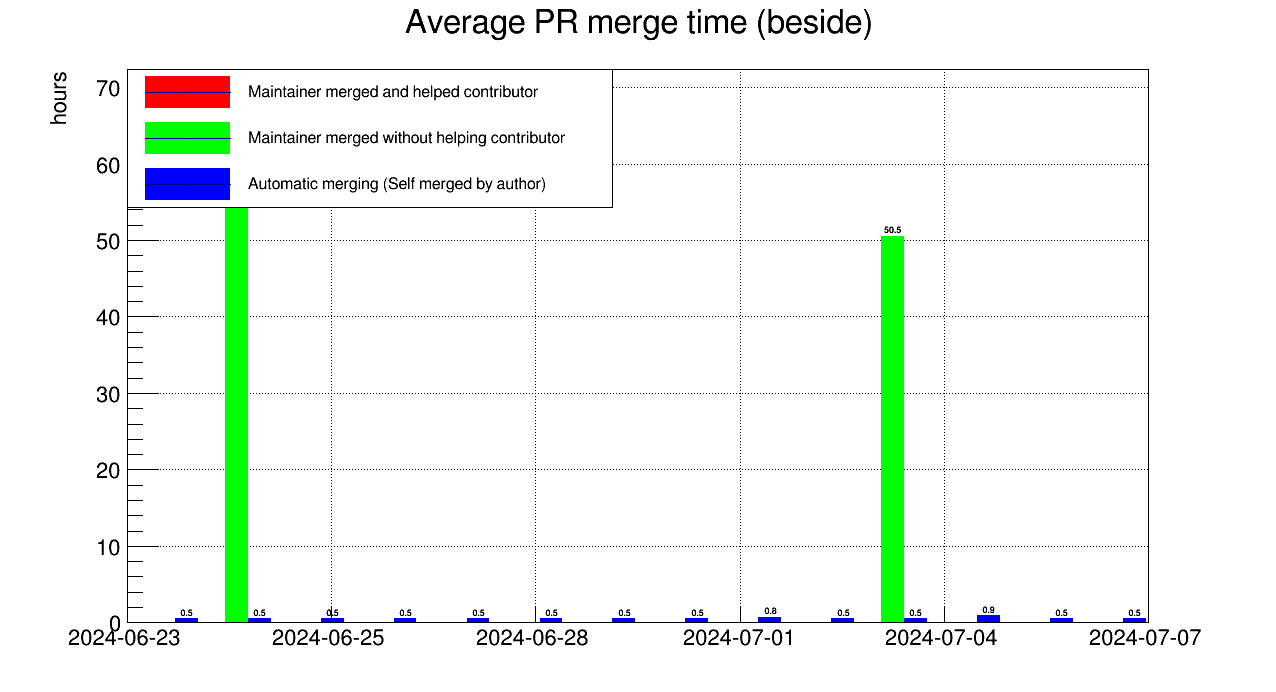 Average PR merge time (beside)
hours
70
60
50
40
30
20
10
0
Maintainer merged and helped contributor
Maintainer merged without helping contributor
Automatic merging (Self merged by author)
50.5
0.5 0.5 0.5 0.5 0.5 0.5 0.5 0.5 0.8 0.5 0.5 0.9 0.5 0.5
2024-06-23 2024-06-25 2024-06-28 2024-07-01 2024-07-04 2024-07-07